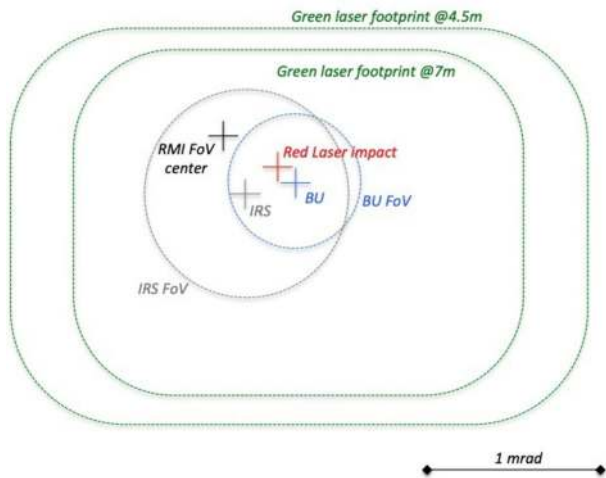 Green laser footprint @4.5m
Green laser footprint @7m
RMI FoV
center
Red Laser impact
IRS
BU
BU FoV
IRS FoV
1 mrad